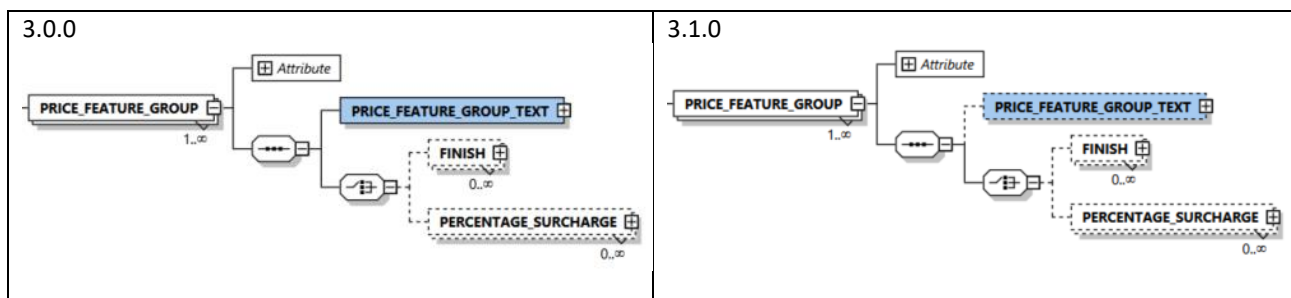 3.0.0
Attribute
PRICE_FEATURE_GROUP
1..∞
PRICE_FEATURE_GROUP_TEXT
FINISH
0..∞
PERCENTAGE_SURCHARGE
0..∞
3.1.0
Attribute
PRICE_FEATURE_GROUP
1..∞
PRICE_FEATURE_GROUP_TEXT
FINISH
0..∞
PERCENTAGE_SURCHARGE
0..∞